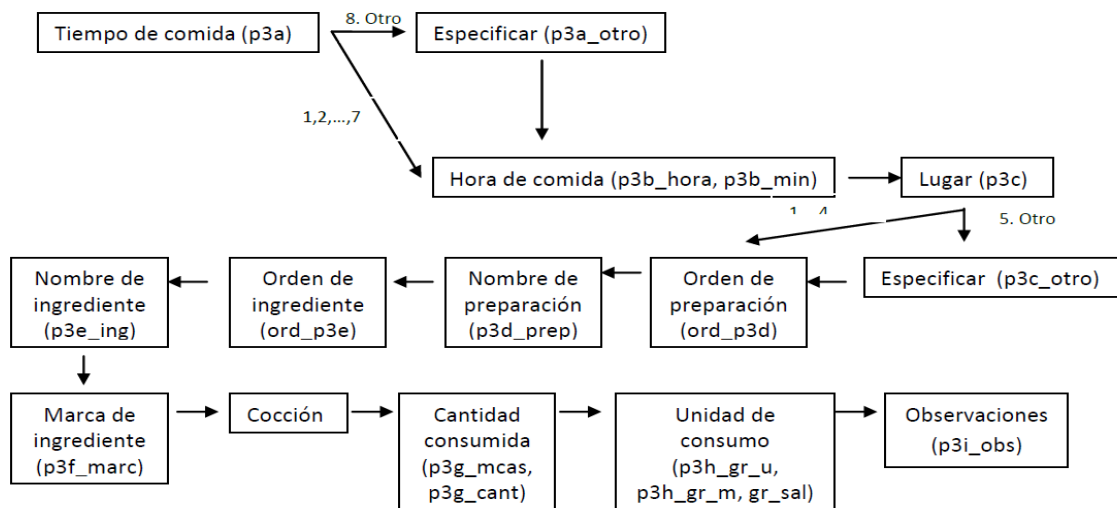 8. Otro
Tiempo de comida (p3a)
Especificar (p3a_otro)
1,2,...,7
Hora de comida (p3b_hora, p3b_min)
Lugar (p3c)
5. Otro
Especificar (p3c_otro)
Orden de
preparación
(ord_p3d)
Nombre de
preparación
(p3d_prep)
Orden de
ingrediente
(ord_p3e)
Nombre de
ingrediente
(p3e_ing)
Marca de
ingrediente
(p3f_marc)
Cocción
Cantidad
consumida
(p3g_mcas,
p3g_cant)
Unidad de
consumo
(p3h_gr_u,
p3h_gr_m, gr_sal)
Observaciones
(p3i_obs)